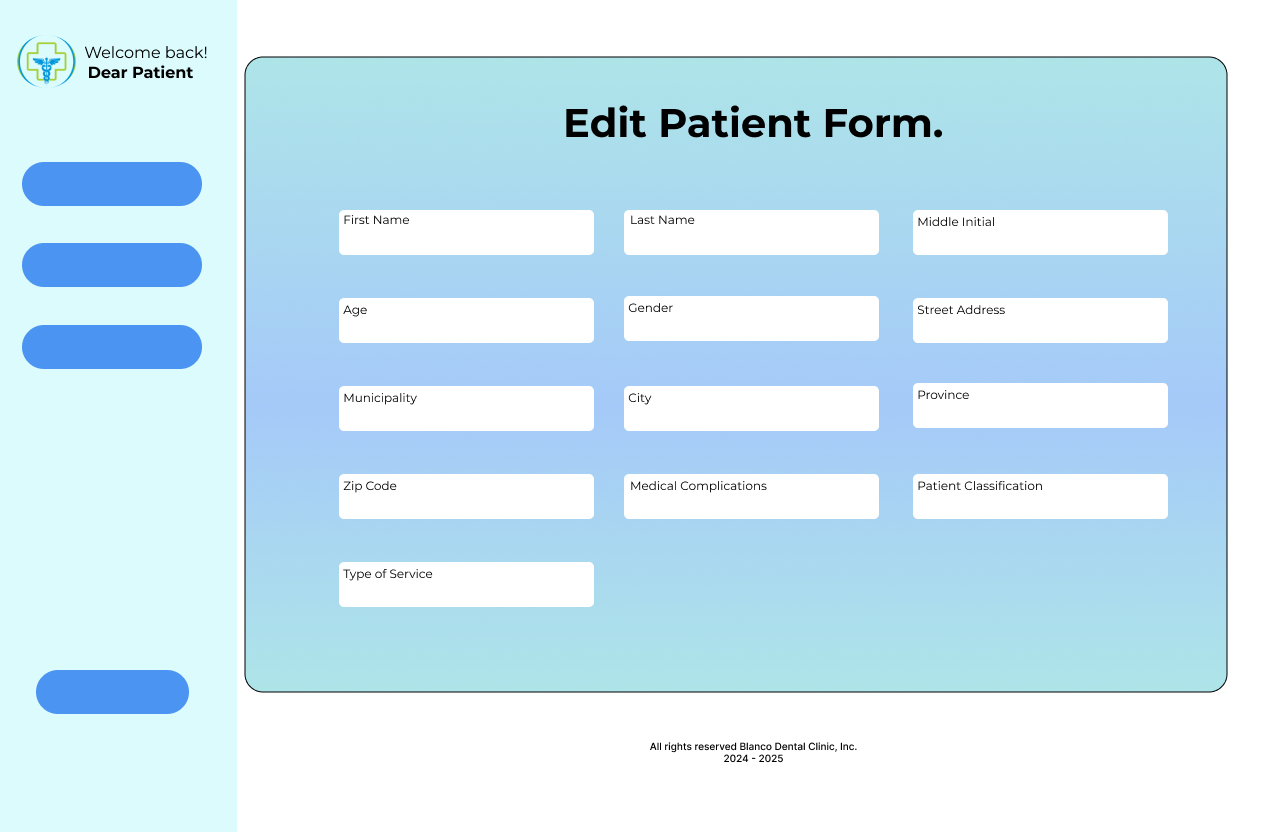 Welcome back!
Dear Patient
Edit Patient Form.
First Name
Last Name
Middle Initial
Age
Gender
Street Address
Municipality
City
Province
Zip Code
Medical Complications
Patient Classification
Type of Service
All rights reserved Blanco Dental Clinic, Inc.
2024 - 2025